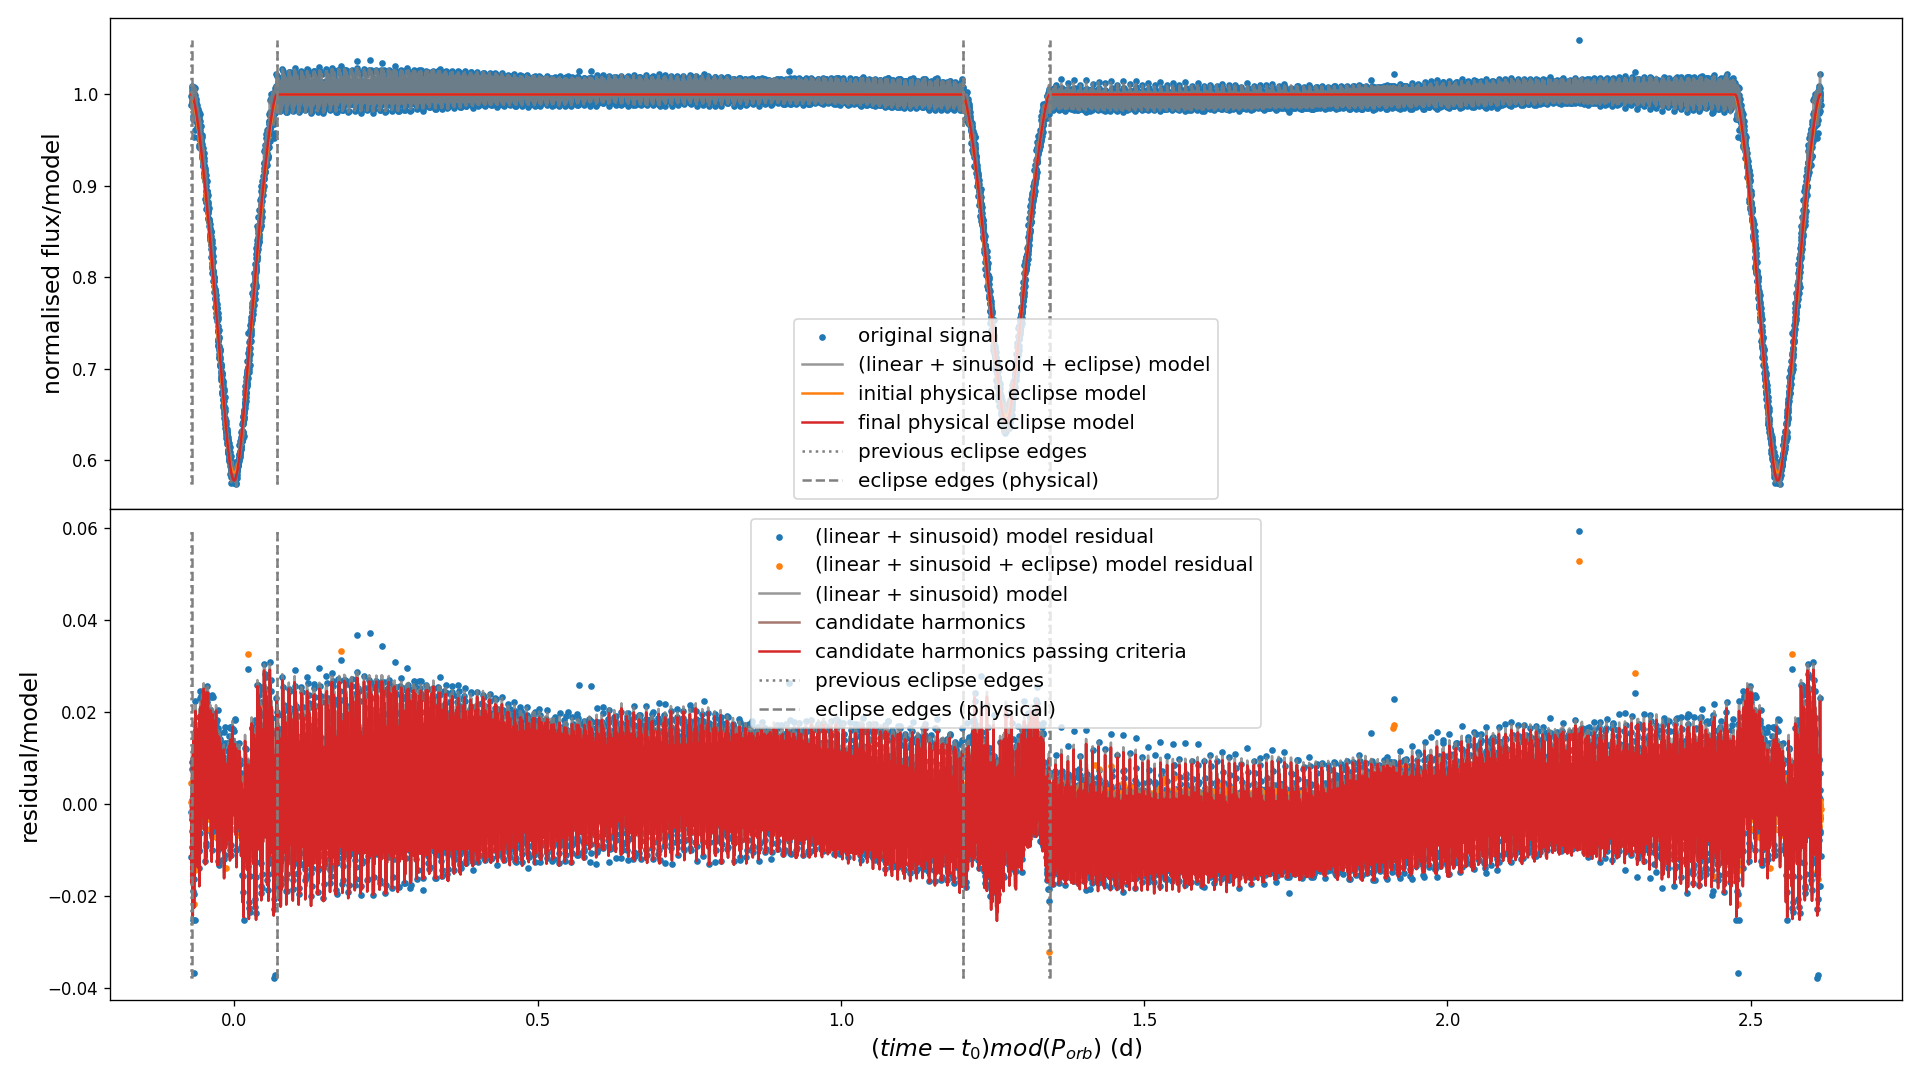 1.0
0.9
0.8
0.7
0.6
normalised flux/model
original signal
(linear + sinusoid + eclipse) model
initial physical eclipse model
final physical eclipse model
previous eclipse edges
eclipse edges (physical)
0.06
0.04
0.02
0.00
−0.02
−0.04
residual/model
(linear + sinusoid) model residual
(linear + sinusoid + eclipse) model residual
(linear + sinusoid) model
candidate harmonics
candidate harmonics passing criteria
previous eclipse edges
eclipse edges (physical)
0.0 0.5 1.0 1.5 2.0 2.5
(time − t₀)mod(P_orb) (d)